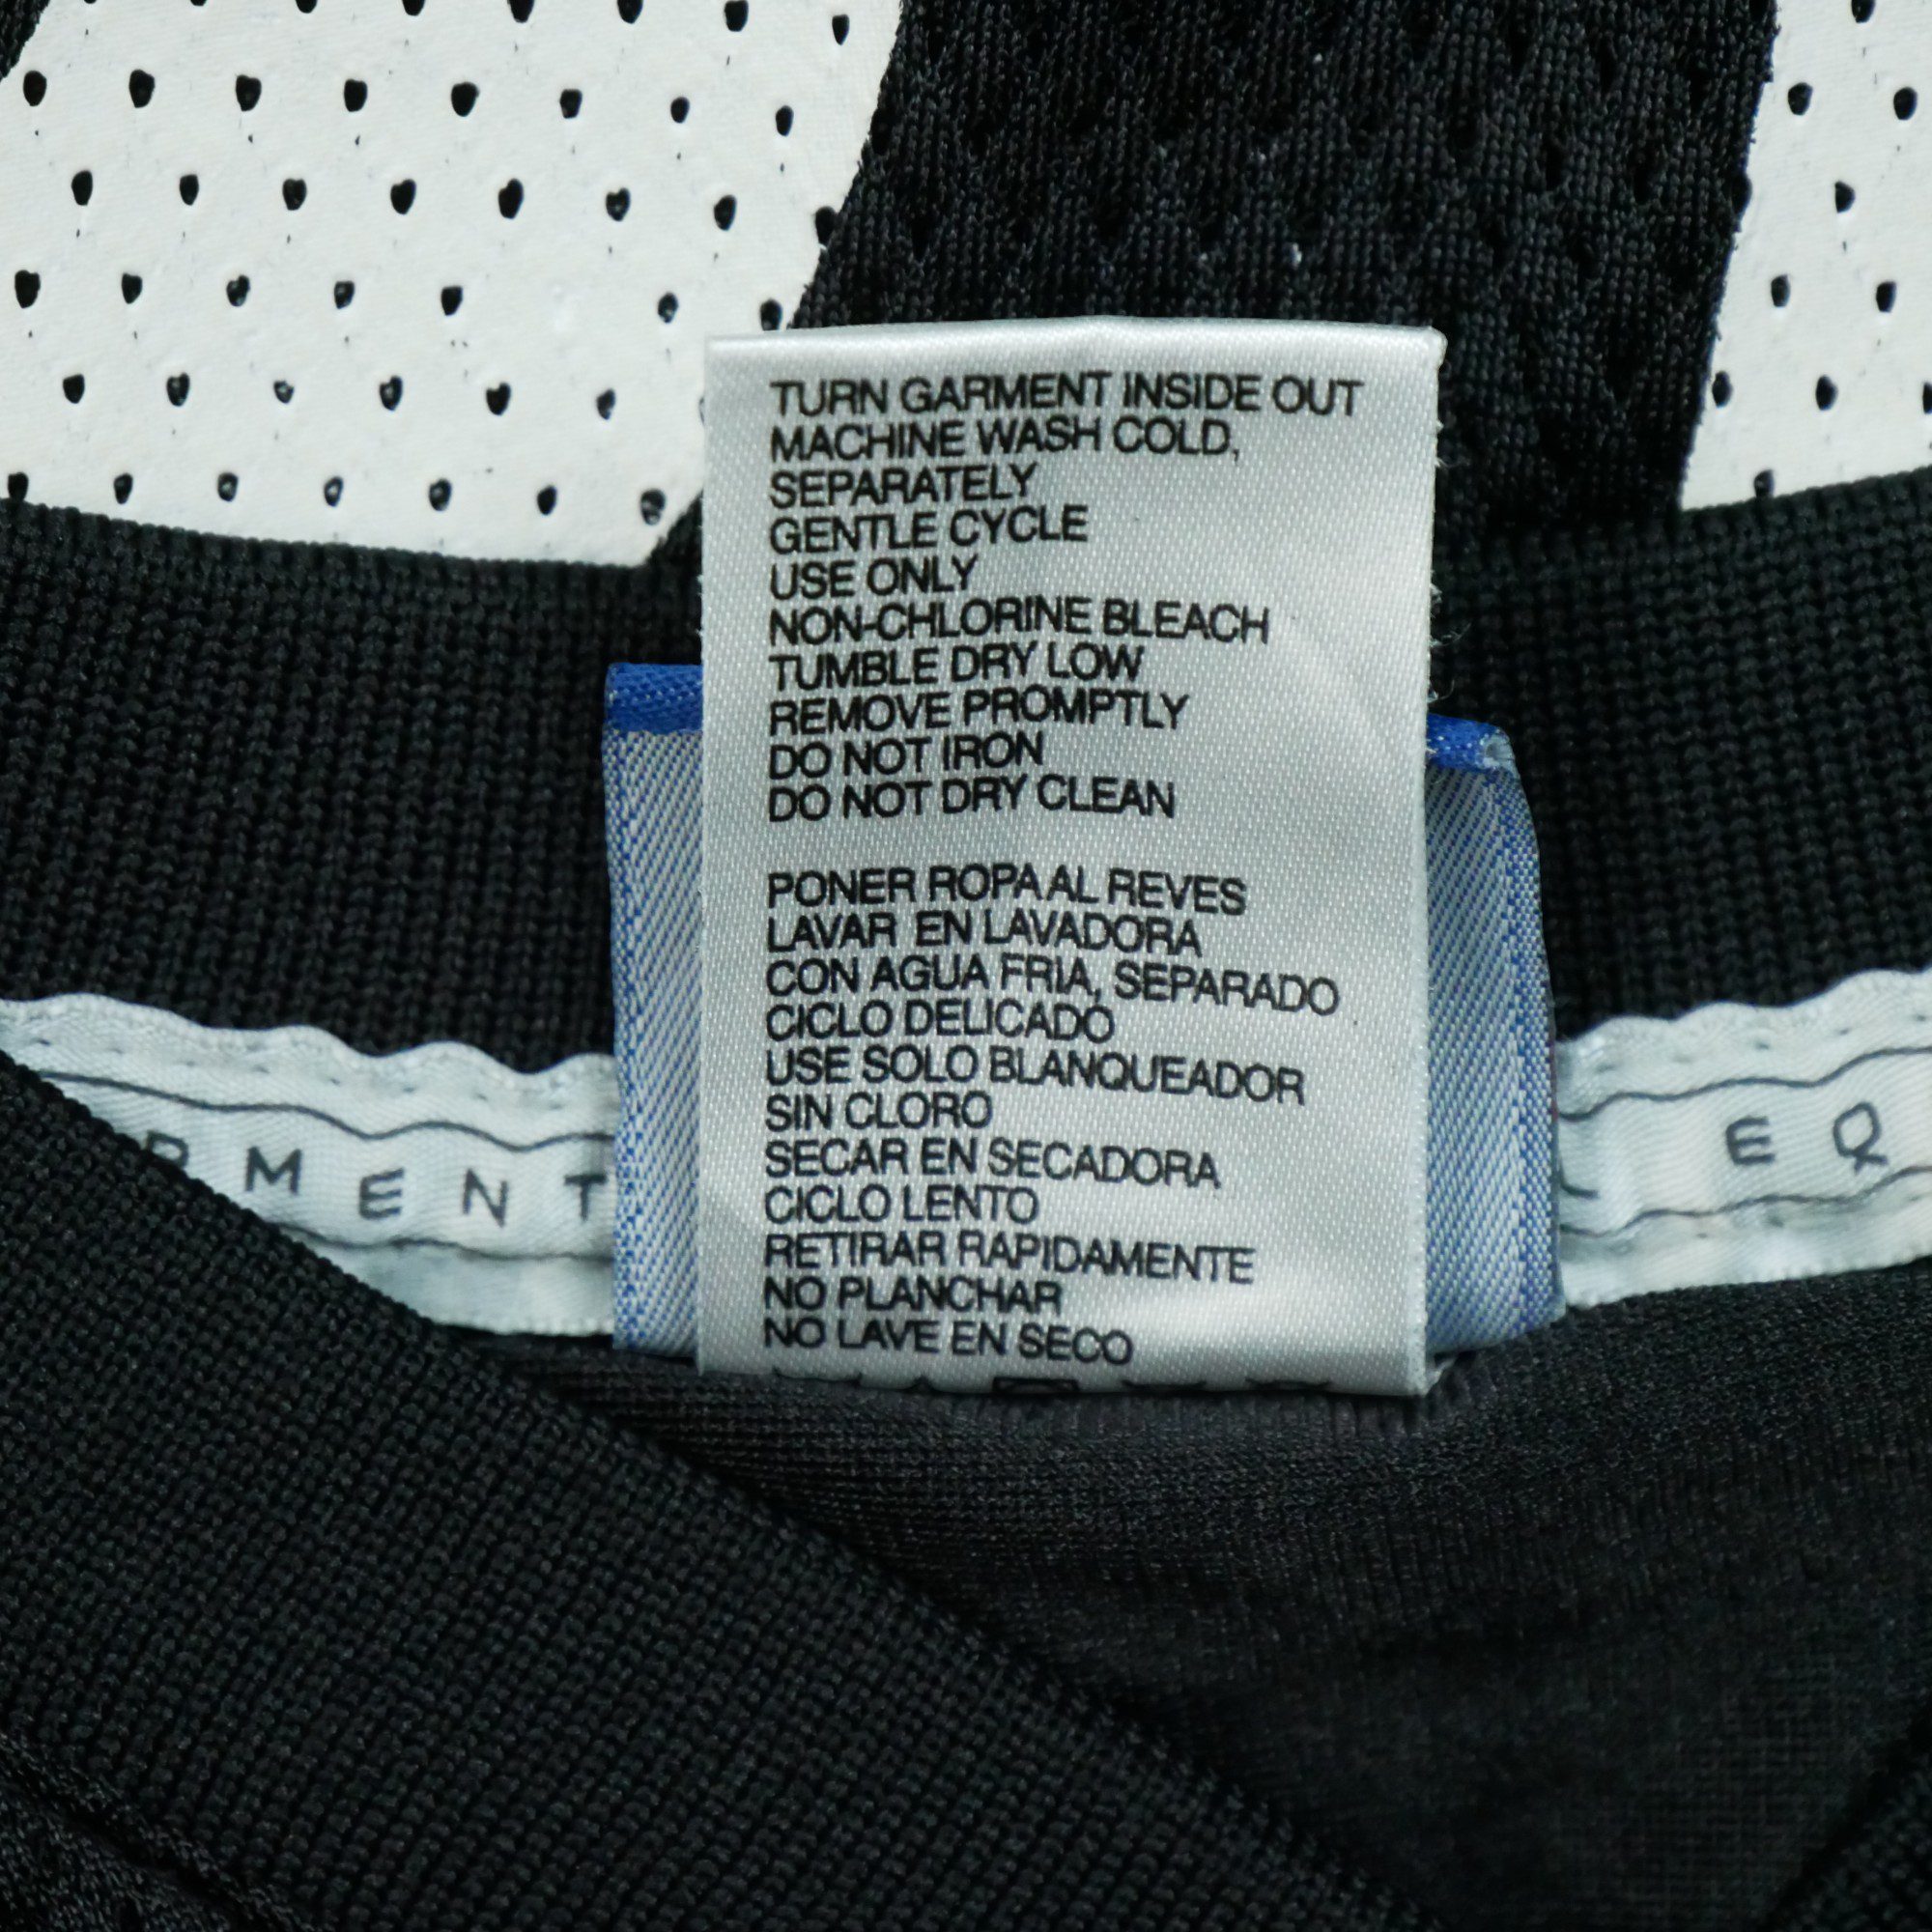 TURN GARMENT INSIDE OUT
MACHINE WASH COLD,
SEPARATELY
GENTLE CYCLE
USE ONLY
NON-CHLORINE BLEACH
TUMBLE DRY LOW
REMOVE PROMPTLY
DO NOT IRON
DO NOT DRY CLEAN
PONER ROPA AL REVES
LAVAR EN LAVADORA
CON AGUA FRIA, SEPARADO
CICLO DELICADO
USE SOLO BLANQUEADOR
SIN CLORO
SECAR EN SECADORA
CICLO LENTO
RETIRAR RAPIDAMENTE
NO PLANCHAR
NO LAVE EN SECO